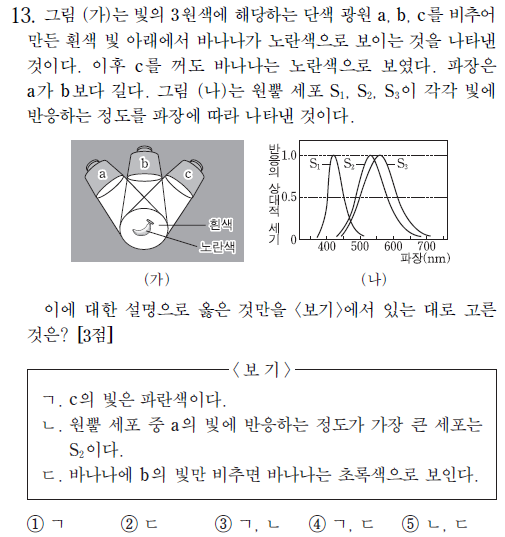 13. 그림 (가)는 빛의 3원색에 해당하는 단색 광원 a, b, c를 비추어
만든 흰색 빛 아래에서 바나나가 노란색으로 보이는 것을 나타낸
것이다. 이후 c를 꺼도 바나나는 노란색으로 보였다. 파장은
a가 b보다 길다. 그림 (나)는 원뿔 세포 S₁, S₂, S₃이 각각 빛에
반응하는 정도를 파장에 따라 나타낸 것이다.
a
b
c
흰색
노란색
(가)
반응의 상대적 세기
1.0
0.5
0
S₁
S₂
S₃
400 500 600 700
파장(nm)
(나)
이에 대한 설명으로 옳은 것만을 <보기>에서 있는 대로 고른
것은? [3점]
<보 기>
ㄱ. c의 빛은 파란색이다.
ㄴ. 원뿔 세포 중 a의 빛에 반응하는 정도가 가장 큰 세포는
S₂이다.
ㄷ. 바나나에 b의 빛만 비추면 바나나는 초록색으로 보인다.
① ㄱ ② ㄷ ③ ㄱ, ㄴ ④ ㄱ, ㄷ ⑤ ㄴ, ㄷ